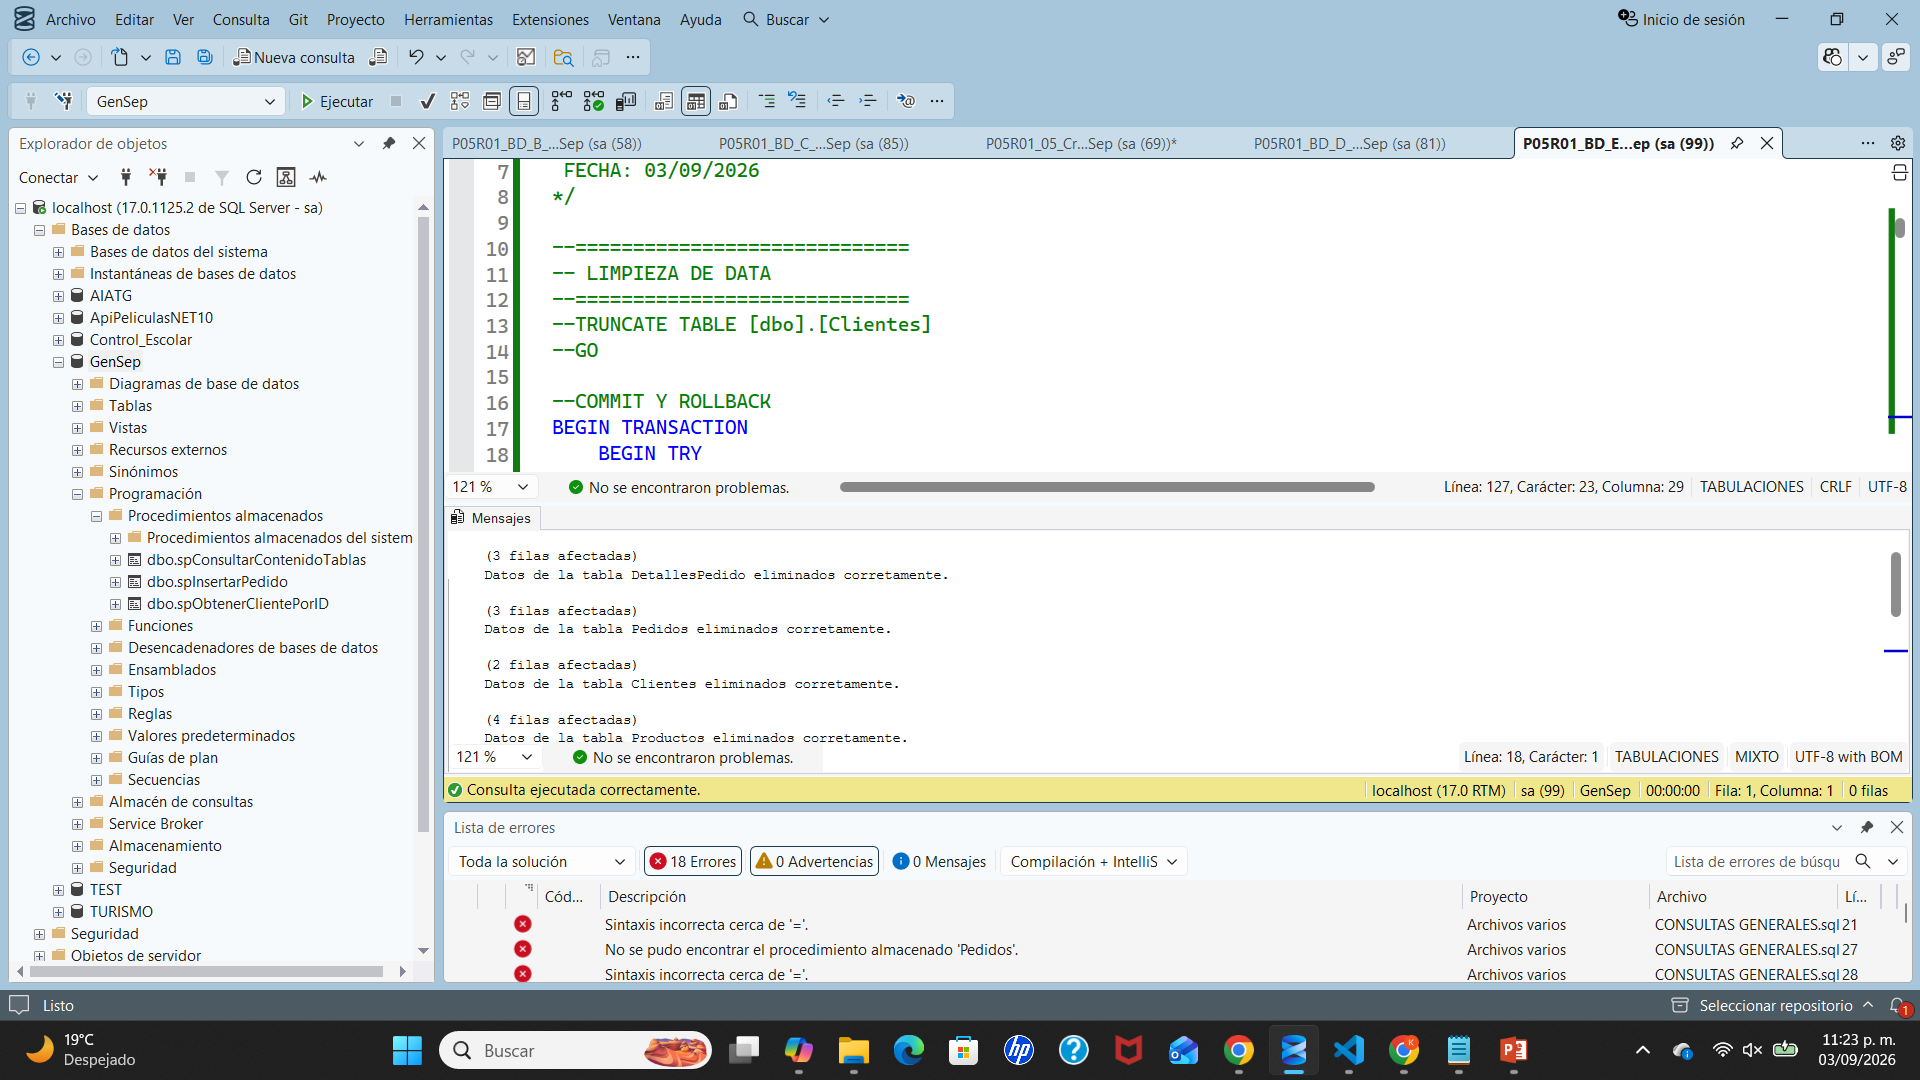 Archivo Editar Ver Consulta Git Proyecto Herramientas Extensiones Ventana Ayuda Buscar Inicio de sesión
Nueva consulta
GenSep Ejecutar
Explorador de objetos
Conectar
localhost (17.0.1125.2 de SQL Server - sa)
Bases de datos
Bases de datos del sistema
Instantáneas de bases de datos
AIATG
ApiPeliculasNET10
Control_Escolar
GenSep
Diagramas de base de datos
Tablas
Vistas
Recursos externos
Sinónimos
Programación
Procedimientos almacenados
Procedimientos almacenados del sistem
dbo.spConsultarContenidoTablas
dbo.spInsertarPedido
dbo.spObtenerClientePorID
Funciones
Desencadenadores de bases de datos
Ensamblados
Tipos
Reglas
Valores predeterminados
Guías de plan
Secuencias
Almacén de consultas
Service Broker
Almacenamiento
Seguridad
TEST
TURISMO
Seguridad
Objetos de servidor
P05R01_BD_B_...Sep (sa (58)) P05R01_BD_C_...Sep (sa (85)) P05R01_05_Cr...Sep (sa (69))* P05R01_BD_D_...Sep (sa (81)) P05R01_BD_E...ep (sa (99))
7 FECHA: 03/09/2026
8 */
9
10 --=============================
11 -- LIMPIEZA DE DATA
12 --=============================
13 --TRUNCATE TABLE [dbo].[Clientes]
14 --GO
15
16 --COMMIT Y ROLLBACK
17 BEGIN TRANSACTION
18 BEGIN TRY
121 % No se encontraron problemas. Línea: 127, Carácter: 23, Columna: 29 TABULACIONES CRLF UTF-8
Mensajes
(3 filas afectadas)
Datos de la tabla DetallesPedido eliminados corretamente.
(3 filas afectadas)
Datos de la tabla Pedidos eliminados corretamente.
(2 filas afectadas)
Datos de la tabla Clientes eliminados corretamente.
(4 filas afectadas)
Datos de la tabla Productos eliminados corretamente.
121 % No se encontraron problemas. Línea: 18, Carácter: 1 TABULACIONES MIXTO UTF-8 with BOM
Consulta ejecutada correctamente. localhost (17.0 RTM) sa (99) GenSep 00:00:00 Fila: 1, Columna: 1 0 filas
Lista de errores
Toda la solución 18 Errores 0 Advertencias 0 Mensajes Compilación + IntelliS Lista de errores de búsqu
Cód... Descripción Proyecto Archivo Lí...
Sintaxis incorrecta cerca de '='. Archivos varios CONSULTAS GENERALES.sql 21
No se pudo encontrar el procedimiento almacenado 'Pedidos'. Archivos varios CONSULTAS GENERALES.sql 27
Sintaxis incorrecta cerca de '='. Archivos varios CONSULTAS GENERALES.sql 28
Listo Seleccionar repositorio 1
19°C
Despejado
Buscar
11:23 p. m.
03/09/2026